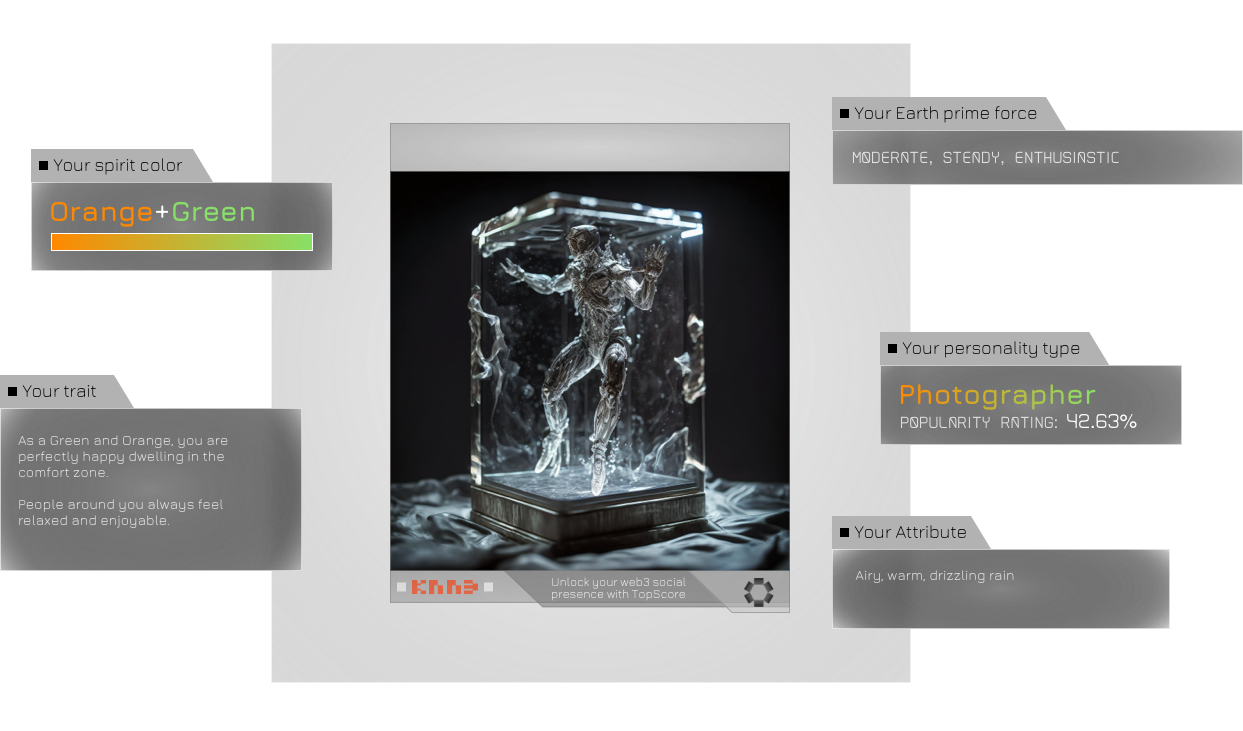 Your spirit color
Orange+Green
Your trait
As a Green and Orange, you are
perfectly happy dwelling in the
comfort zone.
People around you always feel
relaxed and enjoyable.
KNN3
Unlock your web3 social
presence with TopScore
Your Earth prime force
MODERATE, STEADY, ENTHUSIASTIC
Your personality type
Photographer
POPULARITY RATING: 42.63%
Your Attribute
Airy, warm, drizzling rain